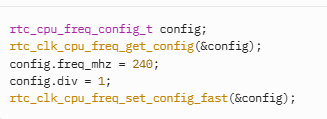 rtc_cpu_freq_config_t config;
rtc_clk_cpu_freq_get_config(&config);
config.freq_mhz = 240;
config.div = 1;
rtc_clk_cpu_freq_set_config_fast(&config);